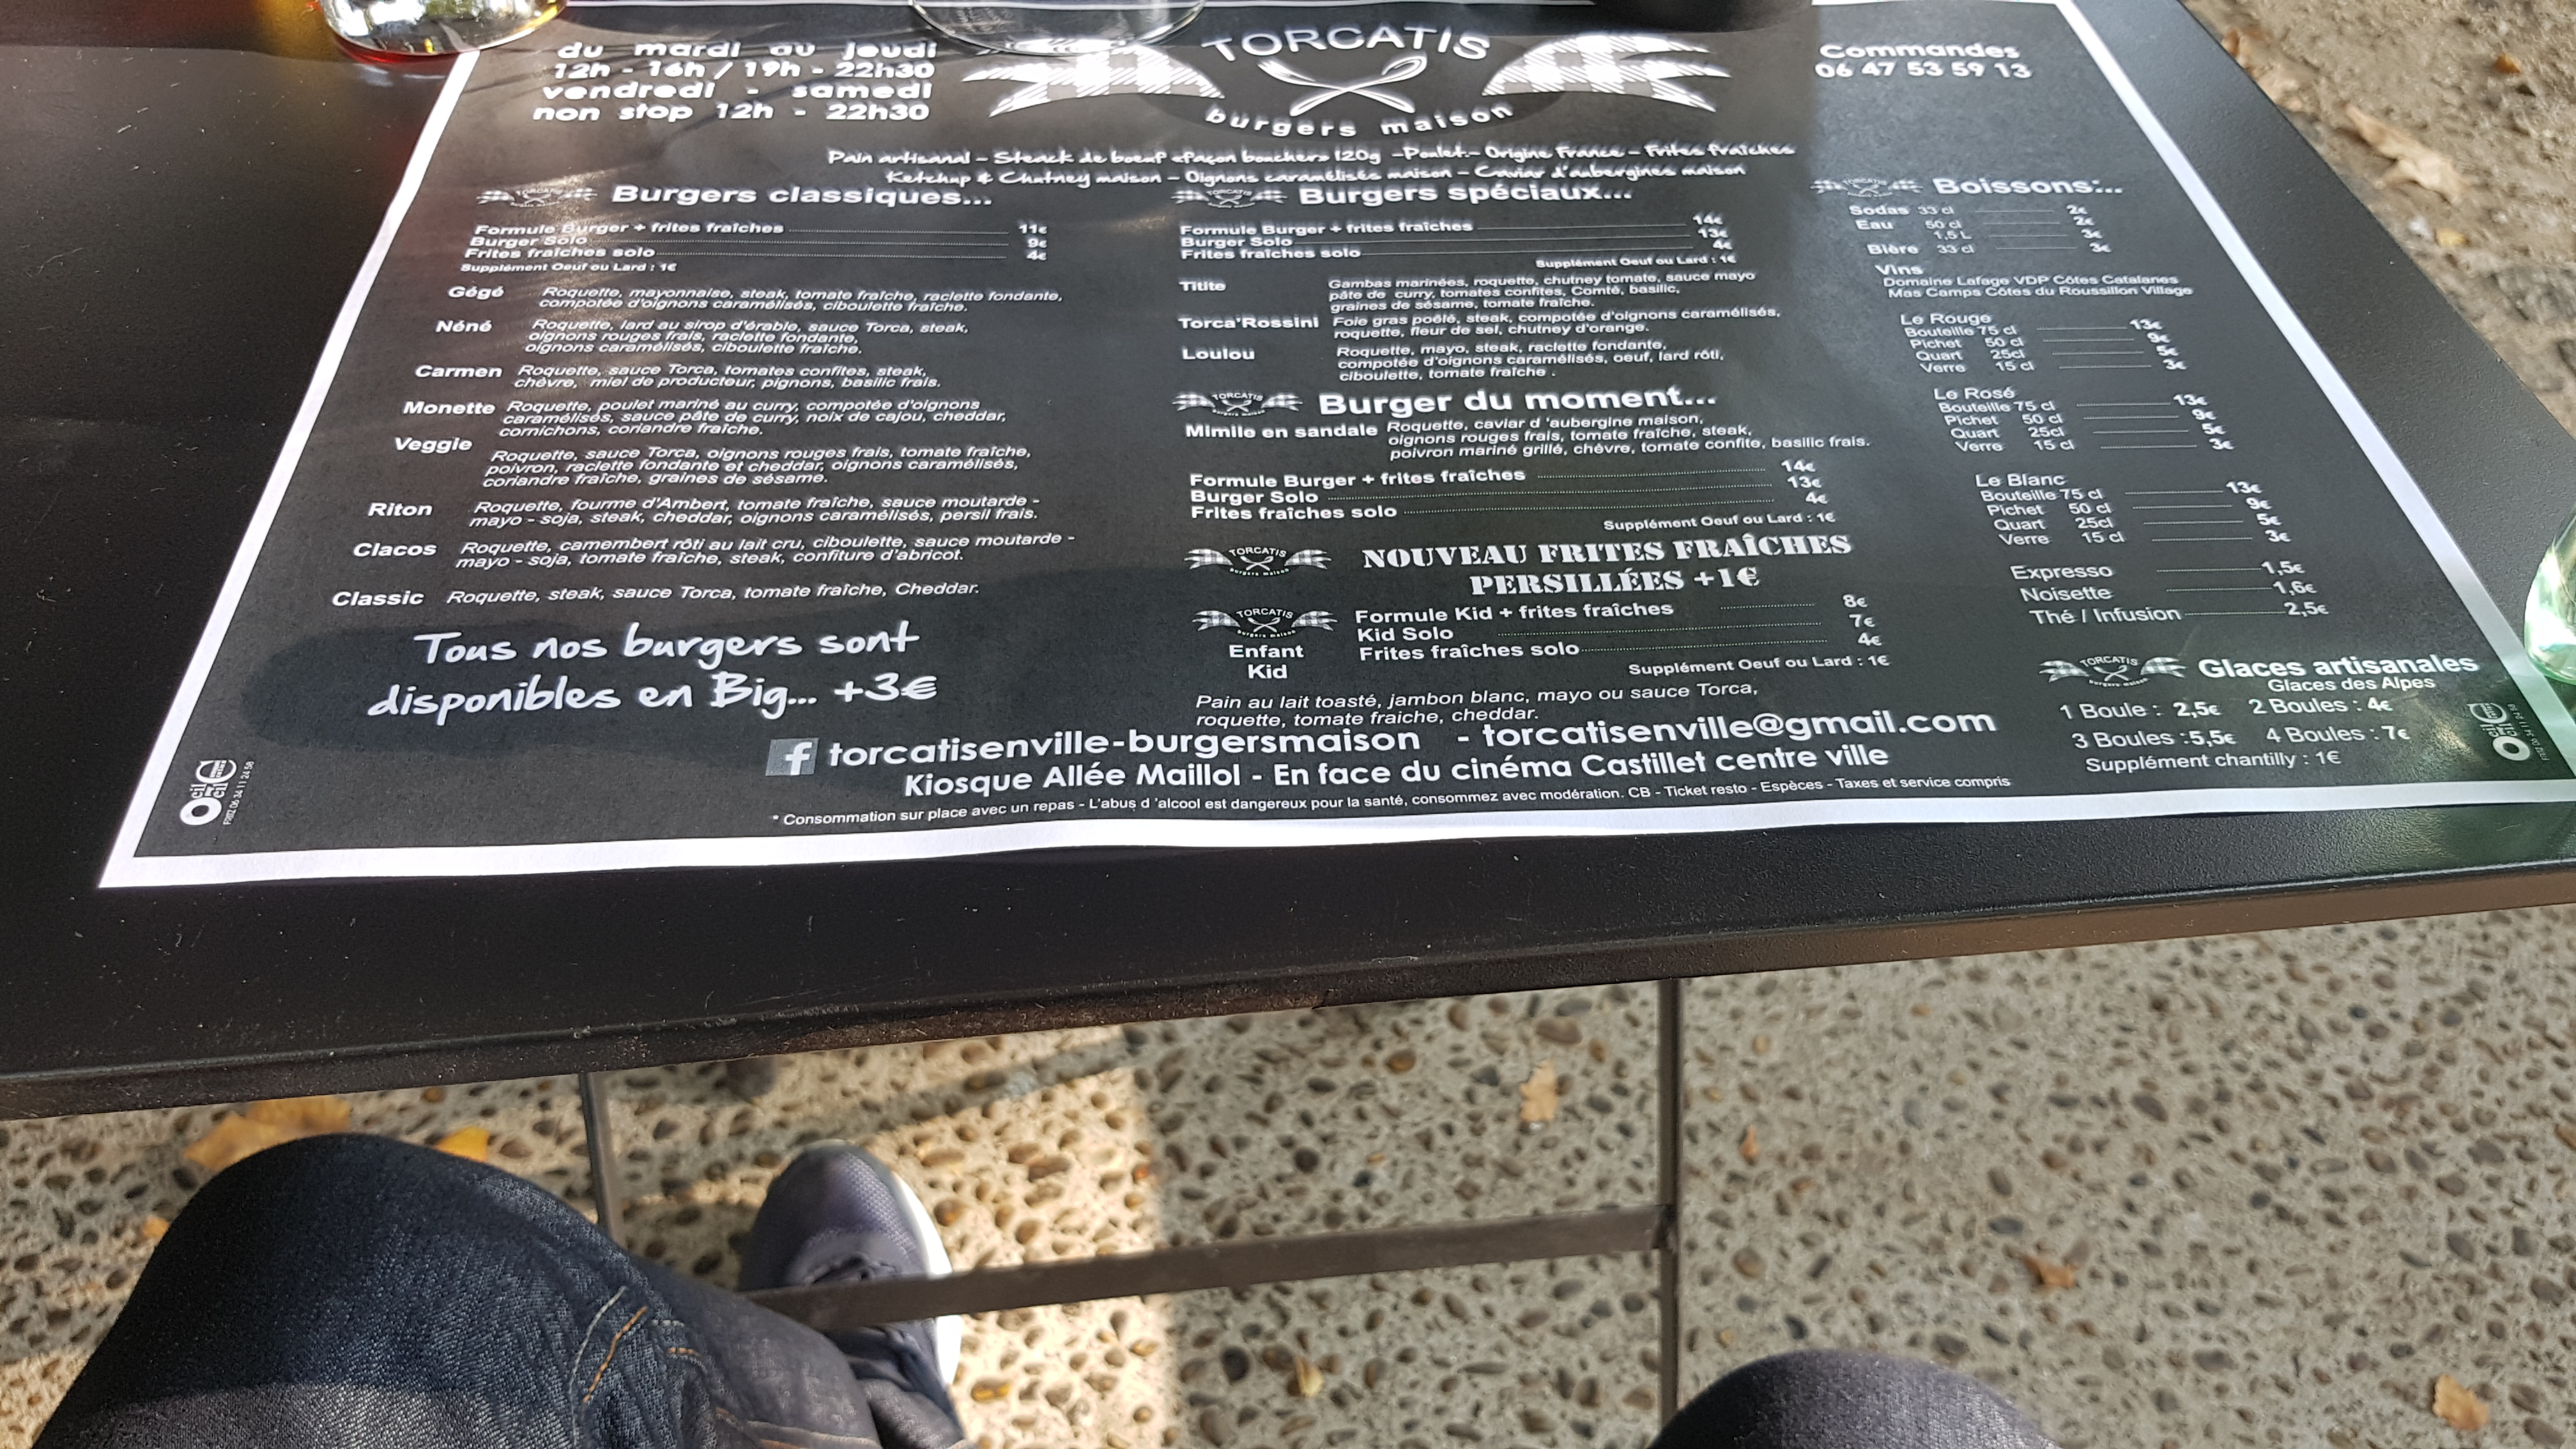 du mardi au jeudi
12h - 16h / 19h - 22h30
vendredi - samedi
non stop 12h - 22h30
TORCATIS
burgers maison
Commandes
06 47 53 59 13
Pain artisanal - Steack de boeuf «façon boucher» 120g - Poulet - Origine France - Frites fraîches
Ketchup & Chutney maison - Oignons caramélisés maison - Caviar d'aubergines maison
Burgers classiques...
Formule Burger + frites fraîches 11€
Burger Solo 9€
Frites fraîches solo 4€
Supplément Oeuf ou Lard : 1€
Gégé Roquette, mayonnaise, steak, tomate fraîche, raclette fondante,
compotée d'oignons caramélisés, ciboulette fraîche.
Néné Roquette, lard au sirop d'érable, sauce Torca, steak,
oignons rouges frais, raclette fondante,
oignons caramélisés, ciboulette fraîche.
Carmen Roquette, sauce Torca, tomates confites, steak,
chèvre, miel de producteur, pignons, basilic frais.
Monette Roquette, poulet mariné au curry, compotée d'oignons
caramélisés, sauce pâte de curry, noix de cajou, cheddar,
cornichons, coriandre fraîche.
Veggie Roquette, sauce Torca, oignons rouges frais, tomate fraîche,
poivron, raclette fondante et cheddar, oignons caramélisés,
coriandre fraîche, graines de sésame.
Riton Roquette, fourme d'Ambert, tomate fraîche, sauce moutarde -
mayo - soja, steak, cheddar, oignons caramélisés, persil frais.
Clacos Roquette, camembert rôti au lait cru, ciboulette, sauce moutarde -
mayo - soja, tomate fraîche, steak, confiture d'abricot.
Classic Roquette, steak, sauce Torca, tomate fraîche, Cheddar.
Tous nos burgers sont
disponibles en Big... +3€
Burgers spéciaux...
Formule Burger + frites fraîches 14€
Burger Solo 13€
Frites fraîches solo 4€
Supplément Oeuf ou Lard : 1€
Titite Gambas marinées, roquette, chutney tomate, sauce mayo
pâte de curry, tomates confites, Comté, basilic,
graines de sésame, tomate fraîche.
Torca'Rossini Foie gras poêlé, steak, compotée d'oignons caramélisés,
roquette, fleur de sel, chutney d'orange.
Loulou Roquette, mayo, steak, raclette fondante,
compotée d'oignons caramélisés, oeuf, lard rôti,
ciboulette, tomate fraîche .
TORCATIS
Burger du moment...
Mimile en sandale Roquette, caviar d 'aubergine maison,
oignons rouges frais, tomate fraîche, steak,
poivron mariné grillé, chèvre, tomate confite, basilic frais.
Formule Burger + frites fraîches 14€
Burger Solo 13€
Frites fraîches solo 4€
Supplément Oeuf ou Lard : 1€
TORCATIS
burgers maison
NOUVEAU FRITES FRAÎCHES
PERSILLÉES +1€
TORCATIS
burgers maison
Enfant
Kid
Formule Kid + frites fraîches 8€
Kid Solo 7€
Frites fraîches solo 4€
Supplément Oeuf ou Lard : 1€
Pain au lait toasté, jambon blanc, mayo ou sauce Torca,
roquette, tomate fraiche, cheddar.
Boissons:...
Sodas 33 cl 2€
Eau 50 cl 2€
1,5 L 3€
Bière 33 cl 3€
Vins
Domaine Lafage VDP Côtes Catalanes
Mas Camps Côtes du Roussillon Village
Le Rouge
Bouteille 75 cl 13€
Pichet 50 cl 9€
Quart 25cl 5€
Verre 15 cl 3€
Le Rosé
Bouteille 75 cl 13€
Pichet 50 cl 9€
Quart 25cl 5€
Verre 15 cl 3€
Le Blanc
Bouteille 75 cl 13€
Pichet 50 cl 9€
Quart 25cl 5€
Verre 15 cl 3€
Expresso 1,5€
Noisette 1,6€
Thé / Infusion 2,5€
TORCATIS
burgers maison
Glaces artisanales
Glaces des Alpes
1 Boule : 2,5€ 2 Boules : 4€
3 Boules : 5,5€ 4 Boules : 7€
Supplément chantilly : 1€
f torcatisenville-burgersmaison - torcatisenville@gmail.com
Kiosque Allée Maillol - En face du cinéma Castillet centre ville
* Consommation sur place avec un repas - L'abus d 'alcool est dangereux pour la santé, consommez avec modération. CB - Ticket resto - Espèces - Taxes et service compris